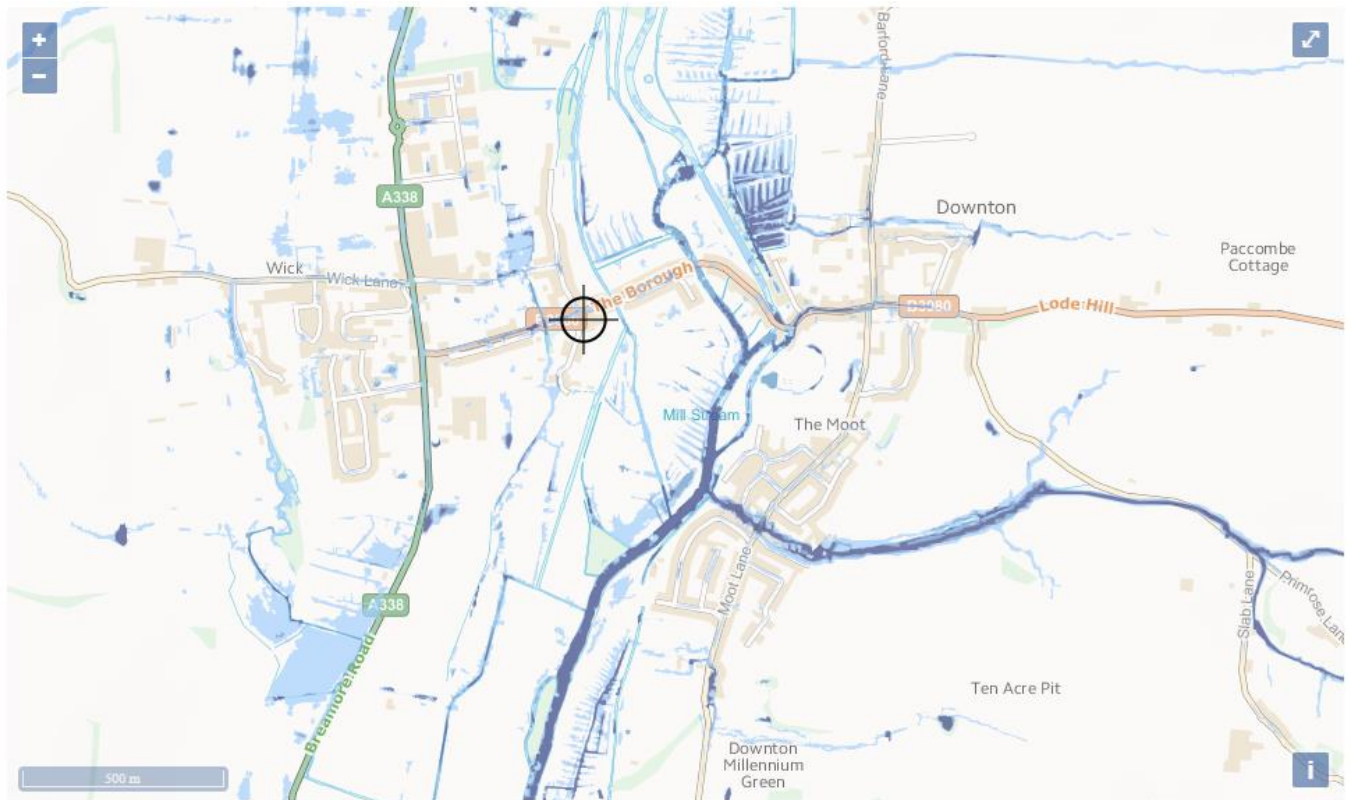 +
−
Barford Lane
A338
Downton
Paccombe
Cottage
Wick
Wick Lane
The Borough
B3080
Lode Hill
Mill Stream
The Moot
A338
Moot Lane
Slab Lane
Primrose Lane
Breamore Road
Ten Acre Pit
Downton
Millennium
Green
500 m
i